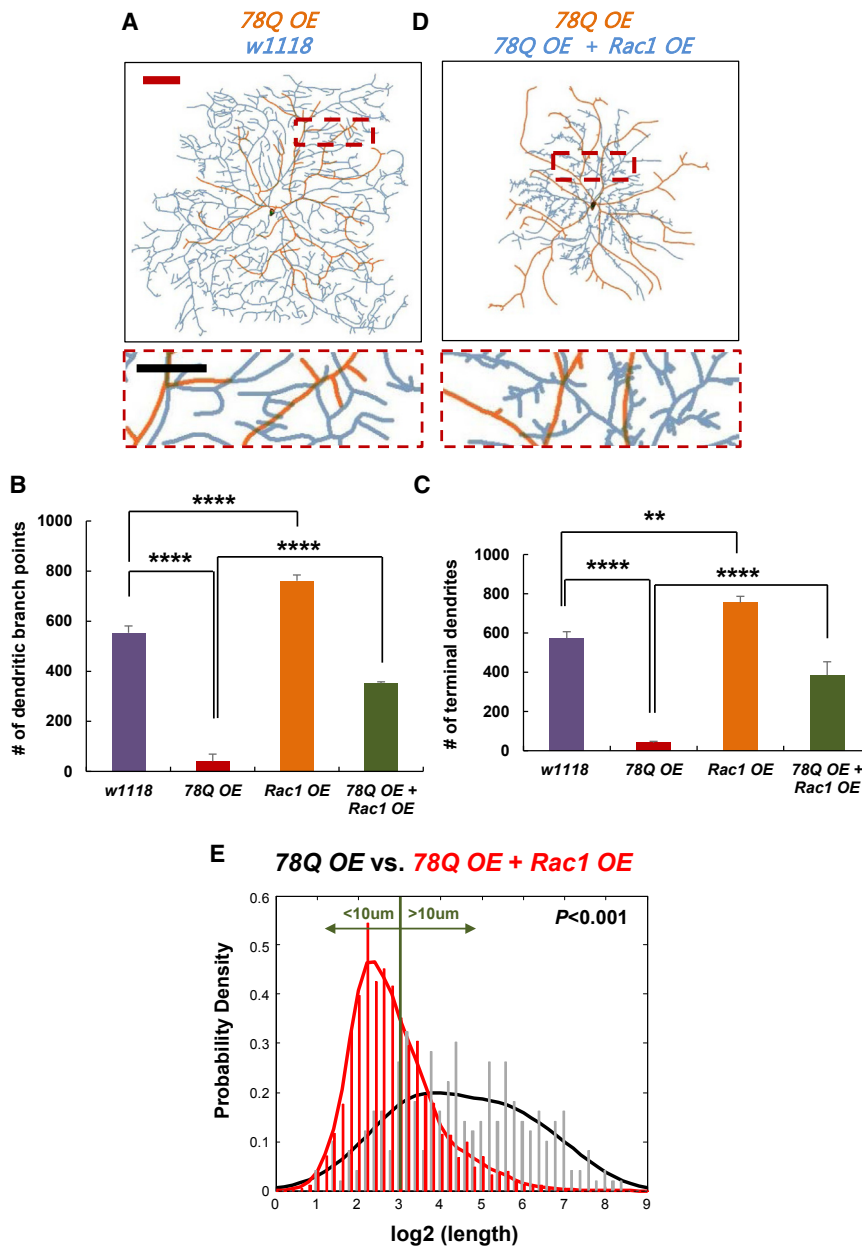 A
78Q OE
w1118
D
78Q OE
78Q OE + Rac1 OE
B
# of dendritic branch points
1000
800
600
400
200
0
****
****
****
w1118
78Q OE
Rac1 OE
78Q OE +
Rac1 OE
C
# of terminal dendrites
1000
800
600
400
200
0
**
****
****
w1118
78Q OE
Rac1 OE
78Q OE +
Rac1 OE
E
78Q OE vs. 78Q OE + Rac1 OE
Probability Density
0.6
0.5
0.4
0.3
0.2
0.1
0
<10um
>10um
P<0.001
0 1 2 3 4 5 6 7 8 9
log2 (length)